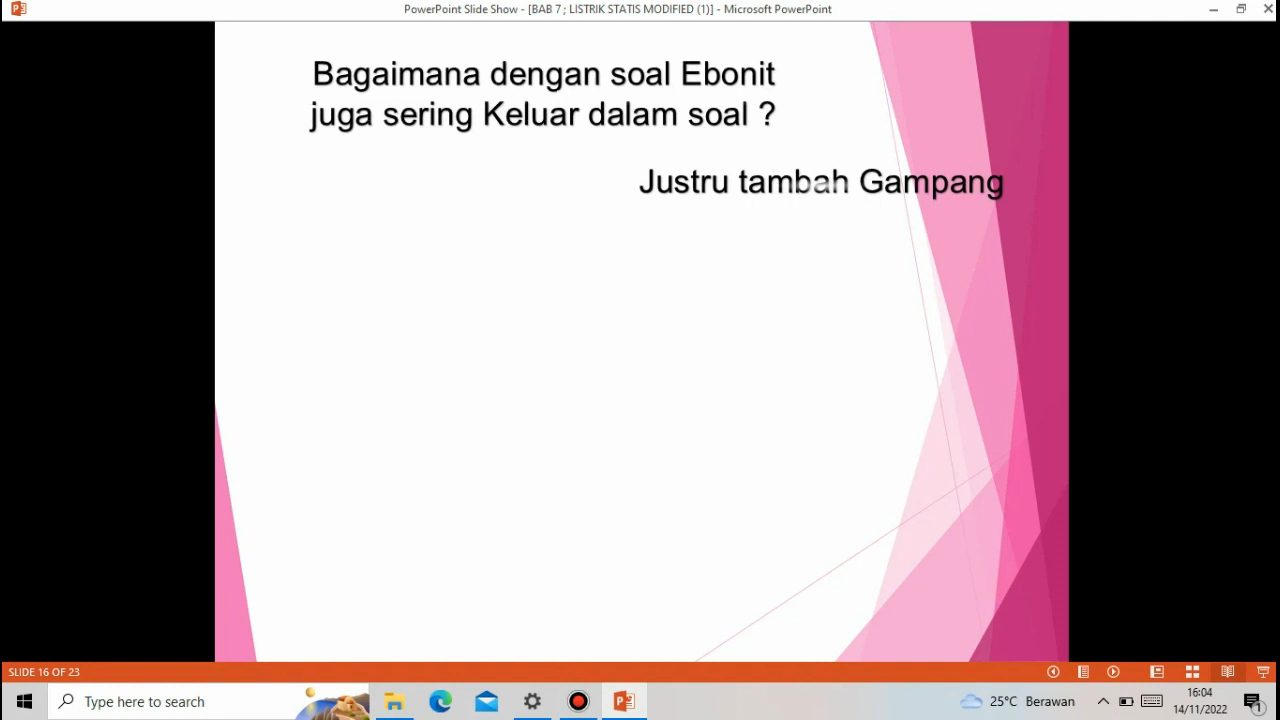 PowerPoint Slide Show - [BAB 7 ; LISTRIK STATIS MODIFIED (1)] - Microsoft PowerPoint
Bagaimana dengan soal Ebonit
juga sering Keluar dalam soal ?
Justru tambah Gampang
SLIDE 16 OF 23
Type here to search
25°C Berawan
16:04
14/11/2022
1